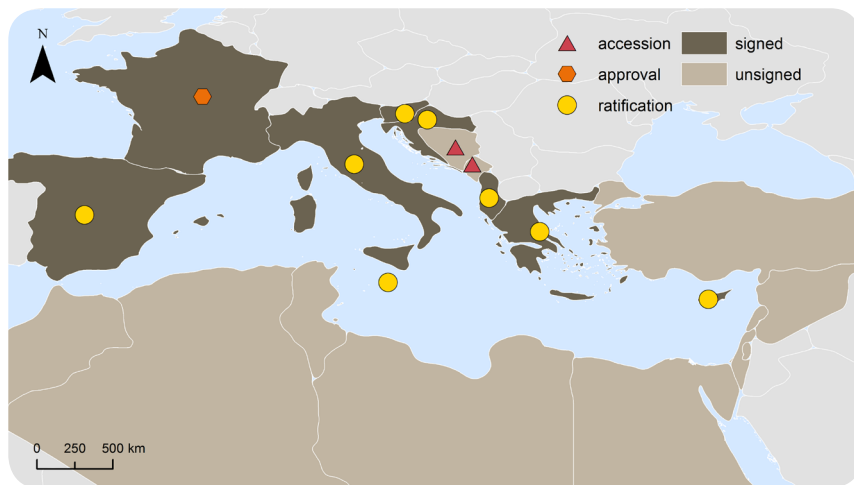 N
accession signed
approval unsigned
ratification
0 250 500 km